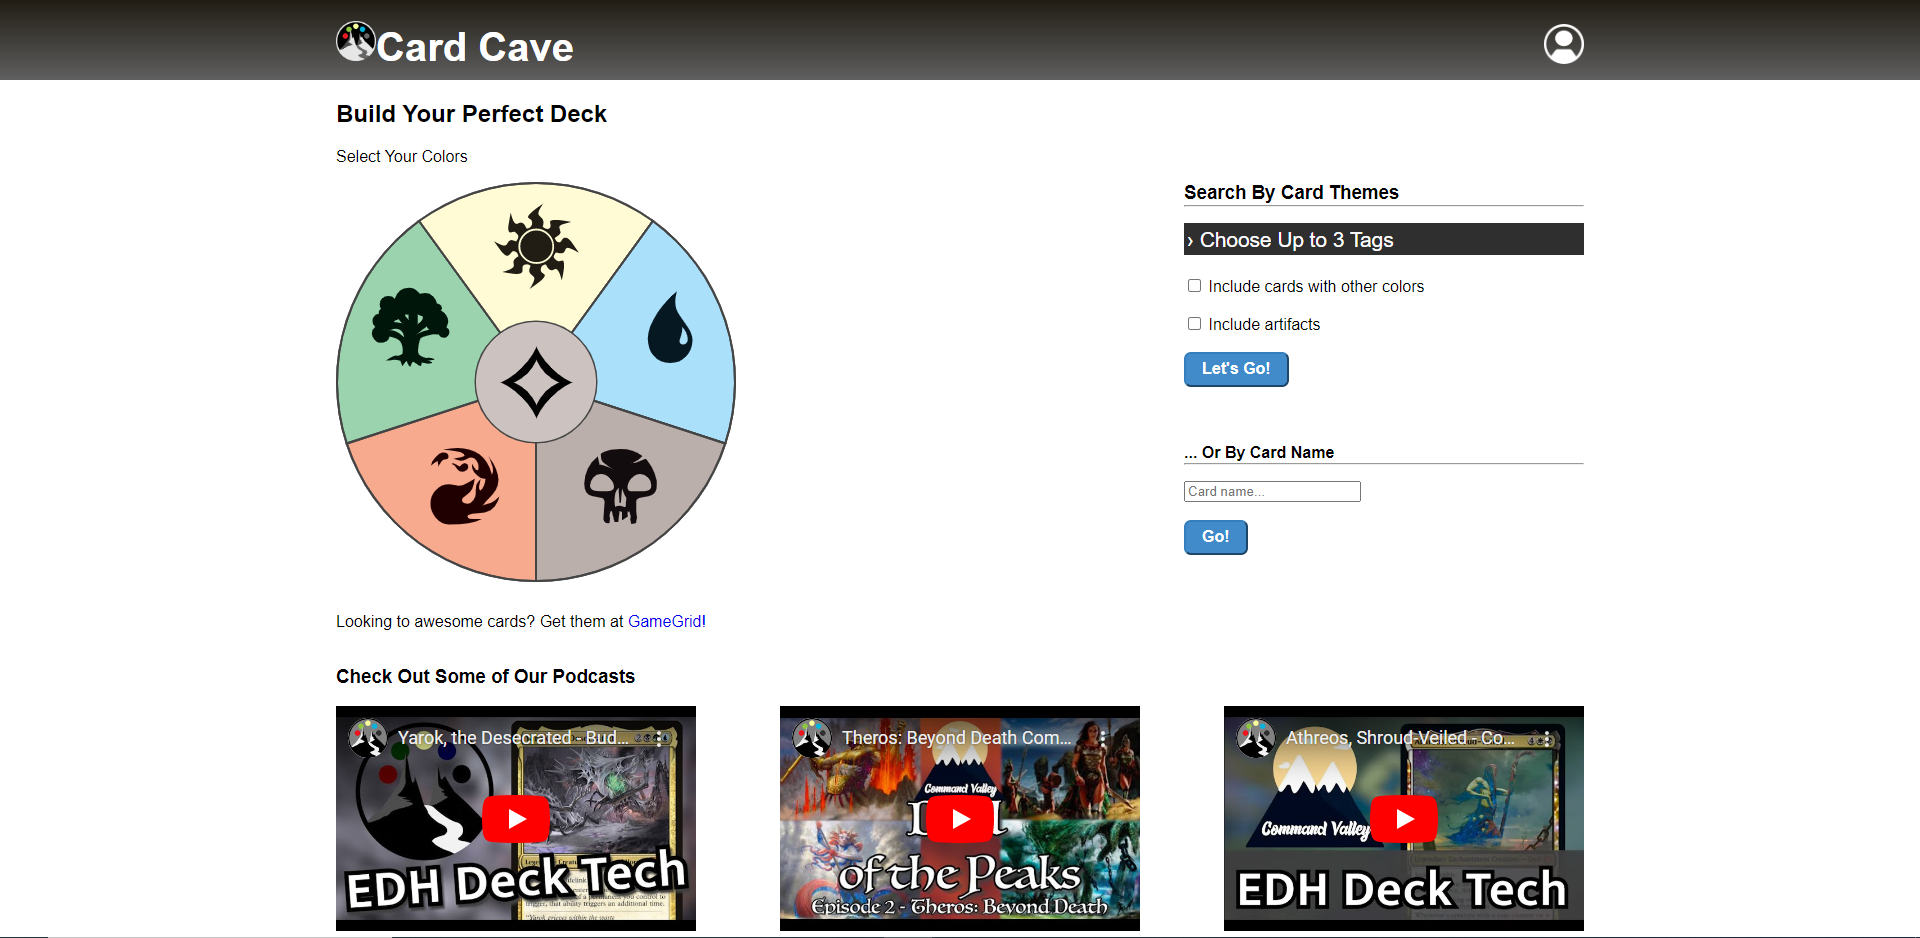 Card Cave
Build Your Perfect Deck
Select Your Colors
Search By Card Themes
› Choose Up to 3 Tags
Include cards with other colors
Include artifacts
Let's Go!
... Or By Card Name
Card name...
Go!
Looking to awesome cards? Get them at GameGrid!
Check Out Some of Our Podcasts
Yarok, the Desecrated - Bud...
EDH Deck Tech
Theros: Beyond Death Com...
Command Valley
of the Peaks
Episode 2 - Theros: Beyond Death
Athreos, Shroud-Veiled - Co...
Command Valley
EDH Deck Tech